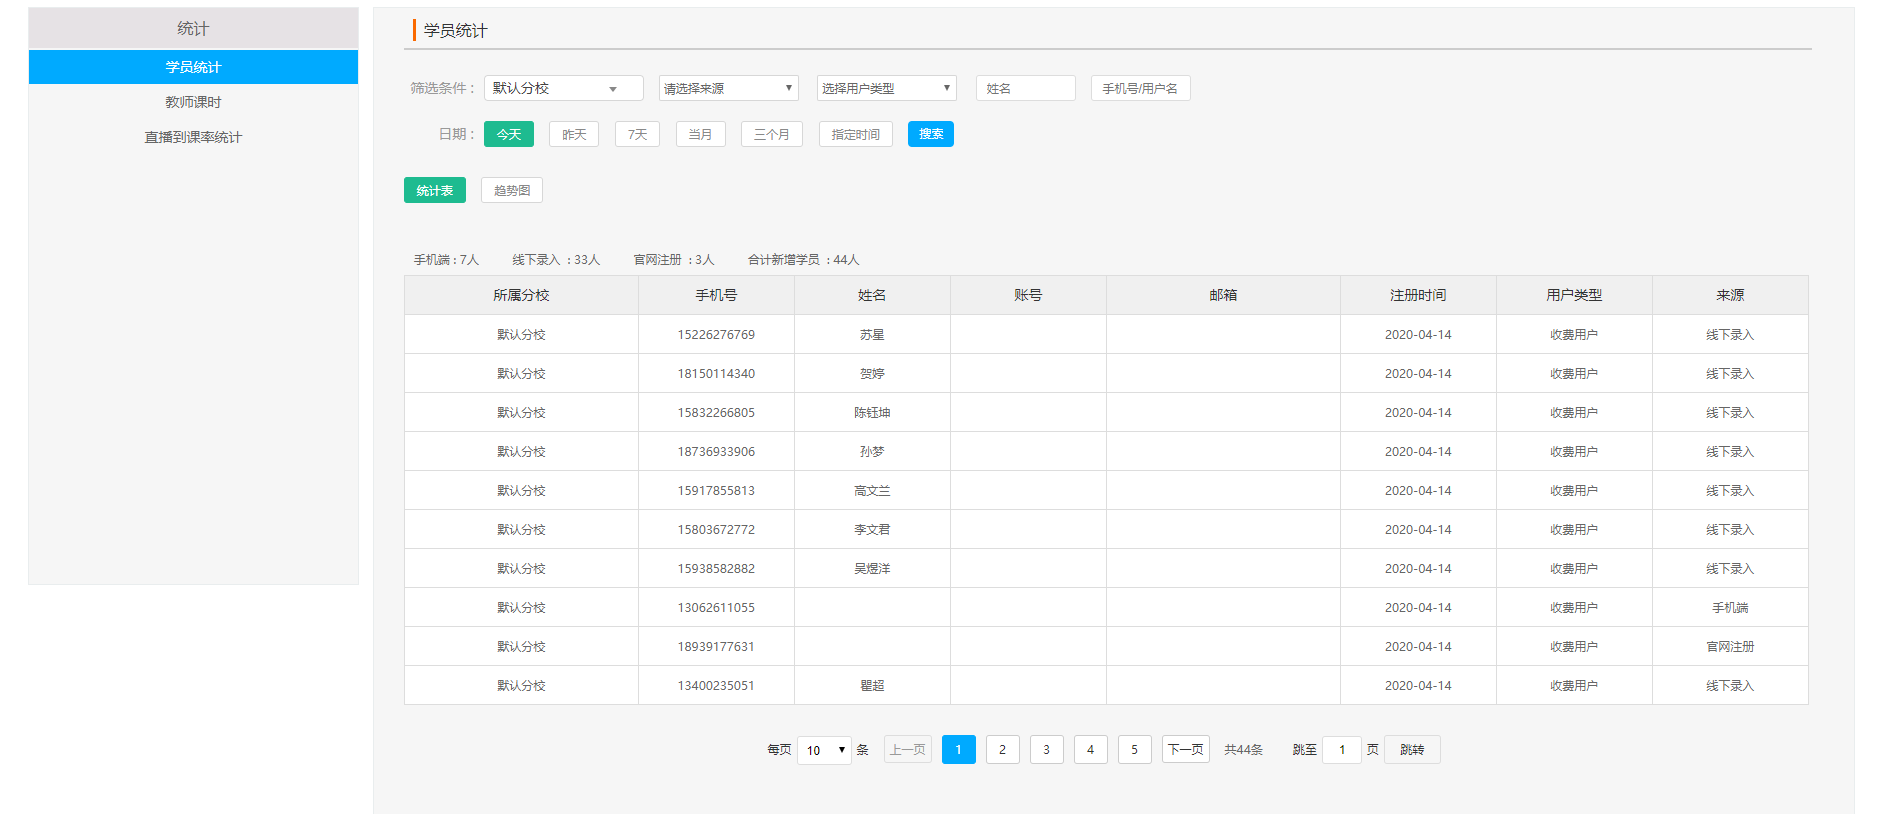 统计
学员统计
教师课时
直播到课率统计
学员统计
筛选条件： 默认分校 请选择来源 选择用户类型 姓名 手机号/用户名
日期： 今天 昨天 7天 当月 三个月 指定时间 搜索
统计表 趋势图
手机端：7人 线下录入 ：33人 官网注册 ：3人 合计新增学员 ：44人
所属分校 手机号 姓名 账号 邮箱 注册时间 用户类型 来源
默认分校 15226276769 苏星 2020-04-14 收费用户 线下录入
默认分校 18150114340 贺婷 2020-04-14 收费用户 线下录入
默认分校 15832266805 陈钰坤 2020-04-14 收费用户 线下录入
默认分校 18736933906 孙梦 2020-04-14 收费用户 线下录入
默认分校 15917855813 高文兰 2020-04-14 收费用户 线下录入
默认分校 15803672772 李文君 2020-04-14 收费用户 线下录入
默认分校 15938582882 吴煜洋 2020-04-14 收费用户 线下录入
默认分校 13062611055 2020-04-14 收费用户 手机端
默认分校 18939177631 2020-04-14 收费用户 官网注册
默认分校 13400235051 瞿超 2020-04-14 收费用户 线下录入
每页 10 条 上一页 1 2 3 4 5 下一页 共44条 跳至 1 页 跳转